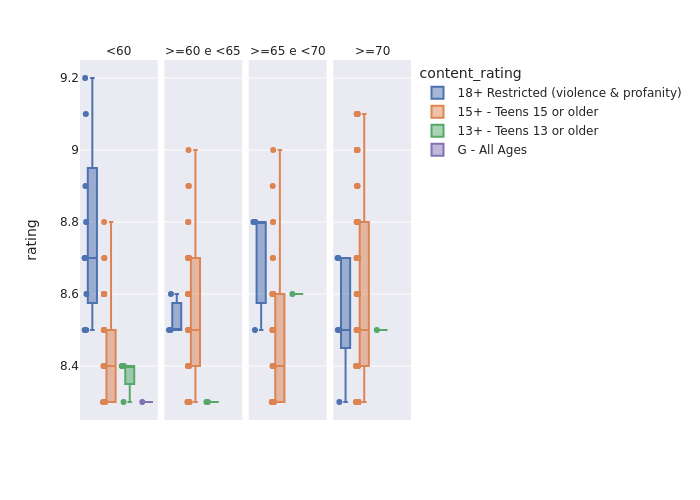 <60 >=60 e <65 >=65 e <70 >=70
content_rating
18+ Restricted (violence & profanity)
15+ - Teens 15 or older
13+ - Teens 13 or older
G - All Ages
9.2
9
8.8
8.6
8.4
rating